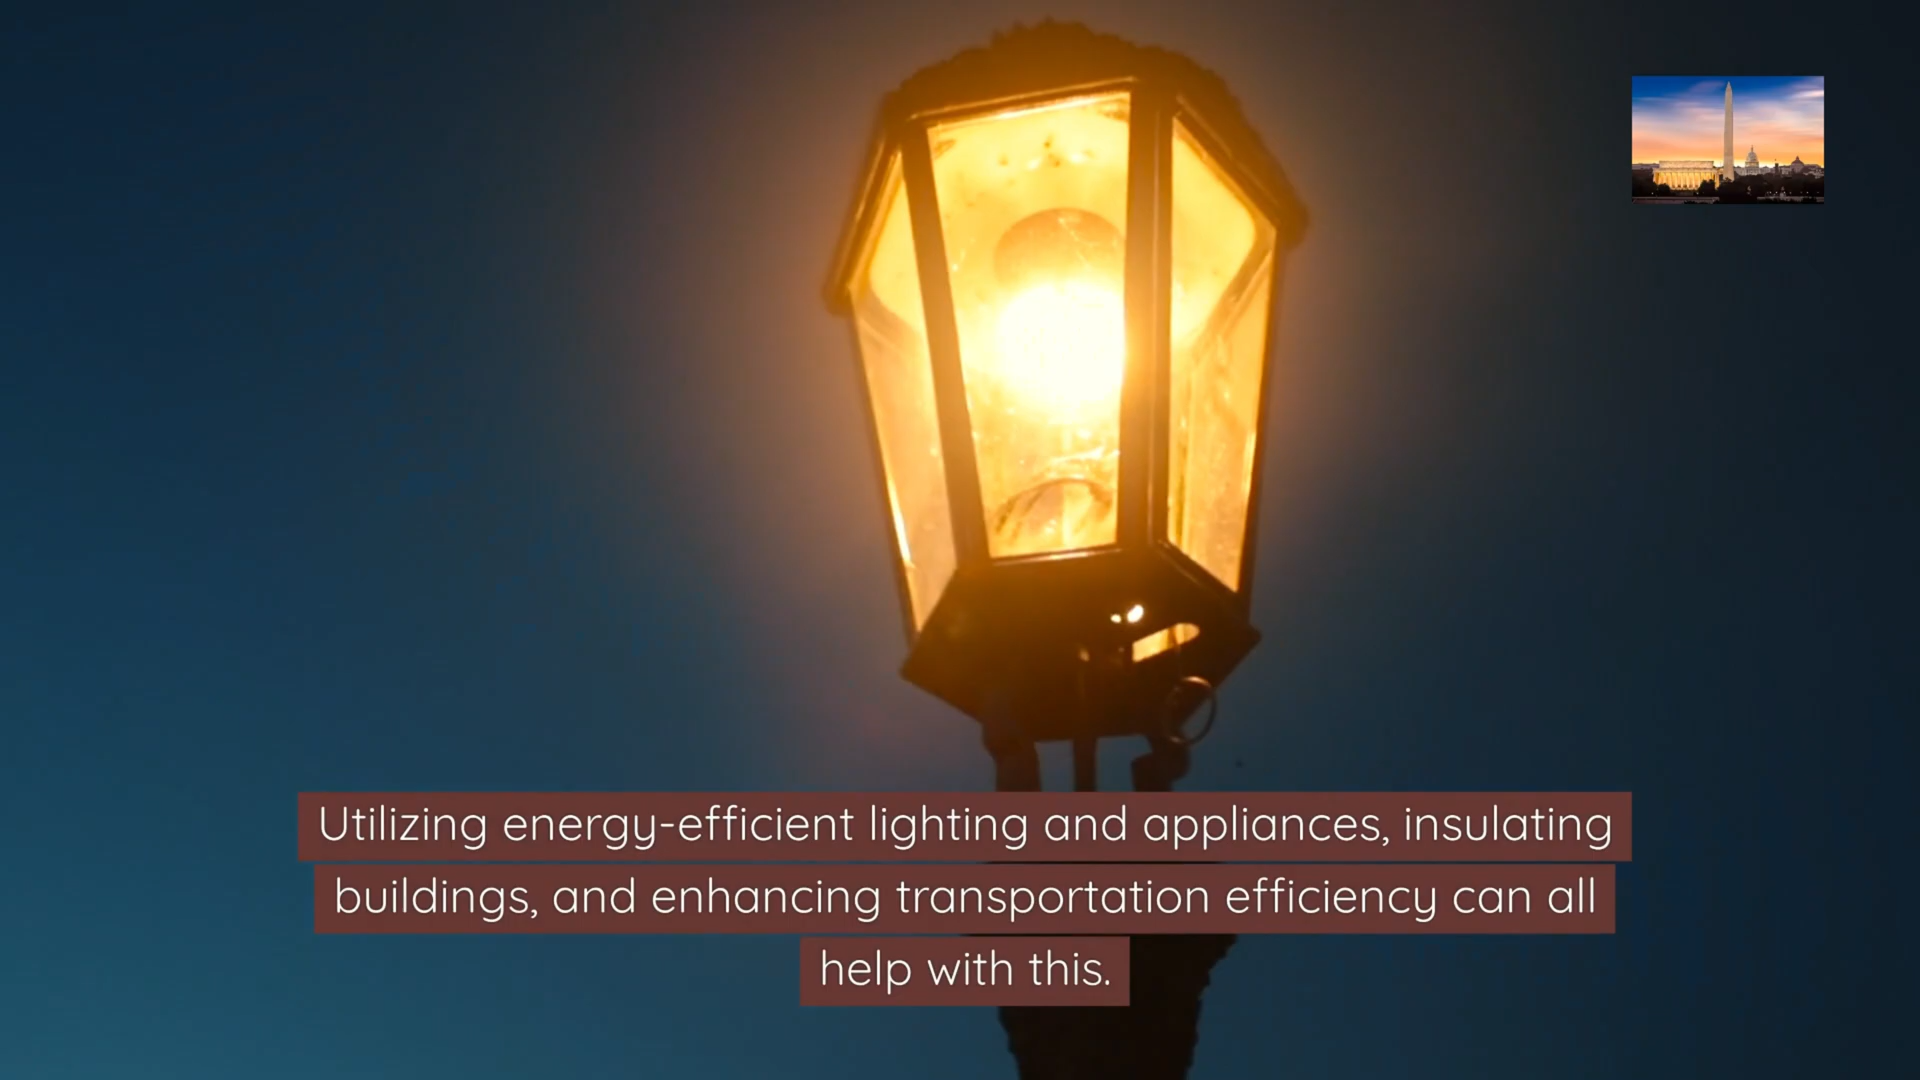 Utilizing energy-efficient lighting and appliances, insulating
buildings, and enhancing transportation efficiency can all
help with this.